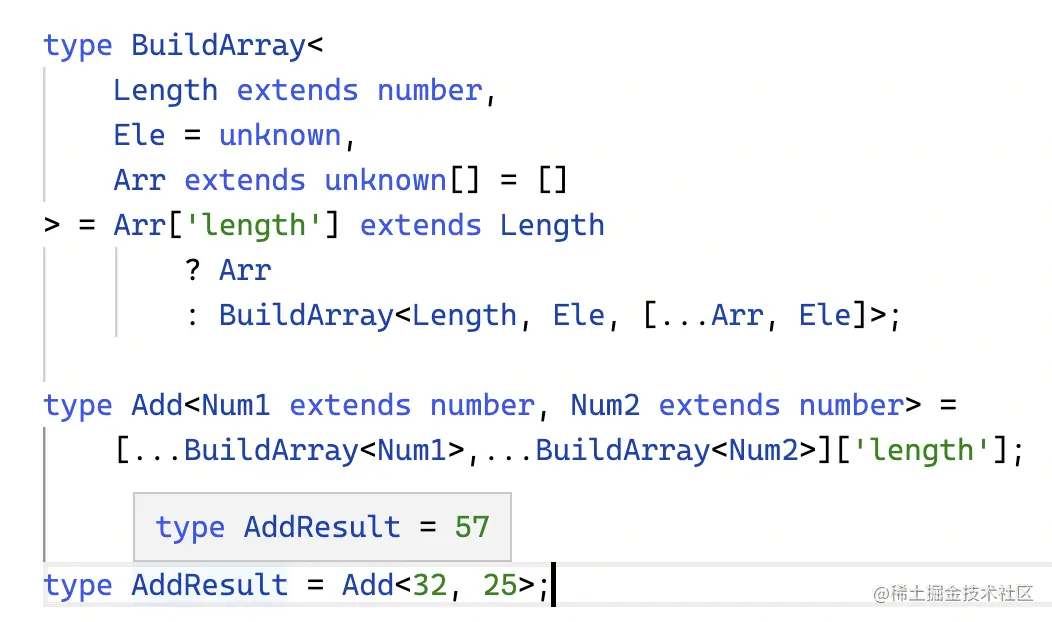 type BuildArray<
    Length extends number,
    Ele = unknown,
    Arr extends unknown[] = []
> = Arr['length'] extends Length
        ? Arr
        : BuildArray<Length, Ele, [...Arr, Ele]>;
type Add<Num1 extends number, Num2 extends number> =
    [...BuildArray<Num1>,...BuildArray<Num2>]['length'];
type AddResult = 57
type AddResult = Add<32, 25>;
@稀土掘金技术社区